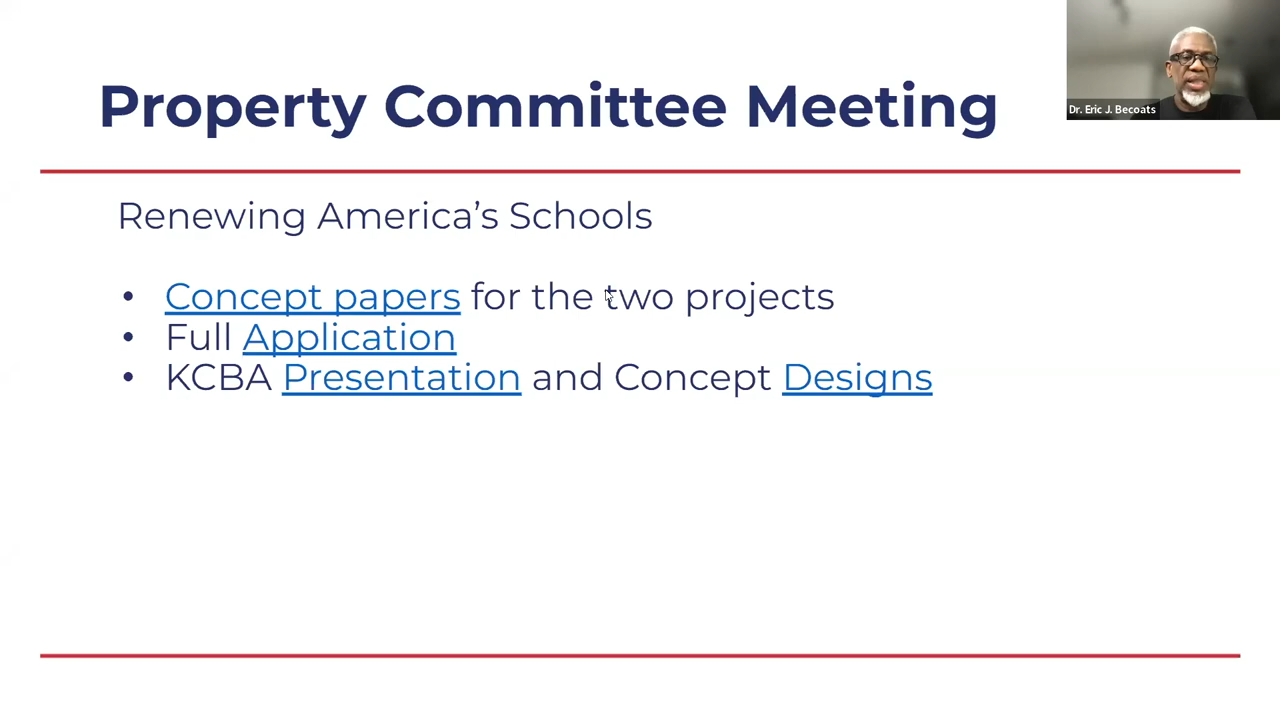 Property Committee Meeting
Dr. Eric J. Becoats
Renewing America's Schools
• Concept papers for the two projects
• Full Application
• KCBA Presentation and Concept Designs